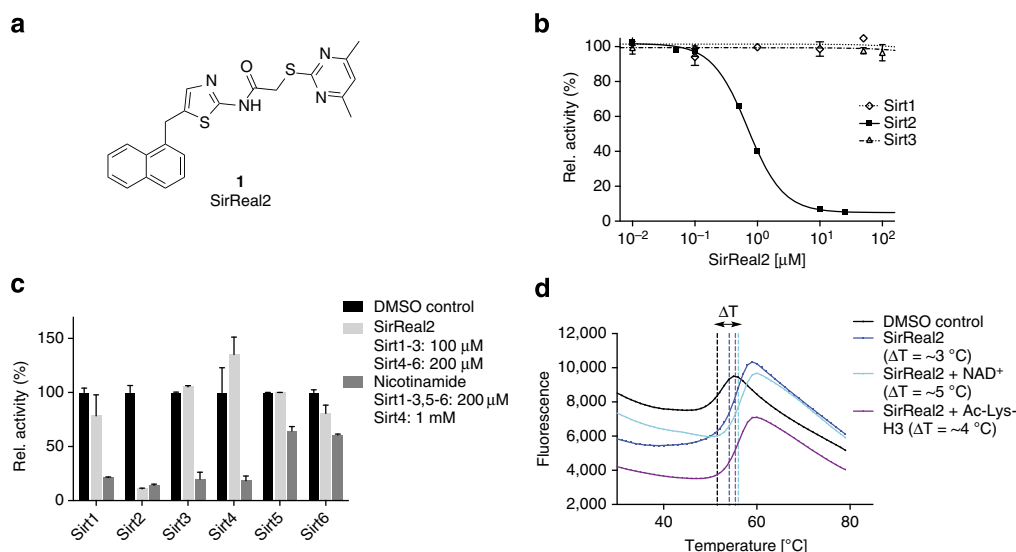 a
N
S
O
NH
S
N
N
1
SirReal2
b
Rel. activity (%)
100
80
60
40
20
0
10⁻²
10⁻¹
10⁰
10¹
10²
SirReal2 [μM]
Sirt1
Sirt2
Sirt3
c
Rel. activity (%)
150
100
50
0
Sirt1
Sirt2
Sirt3
Sirt4
Sirt5
Sirt6
DMSO control
SirReal2
Sirt1-3: 100 μM
Sirt4-6: 200 μM
Nicotinamide
Sirt1-3,5-6: 200 μM
Sirt4: 1 mM
d
ΔT
Fluorescence
12,000
10,000
8,000
6,000
4,000
2,000
40
60
80
Temperature [°C]
DMSO control
SirReal2
(ΔT = ~3 °C)
SirReal2 + NAD⁺
(ΔT = ~5 °C)
SirReal2 + Ac-Lys-
H3 (ΔT = ~4 °C)